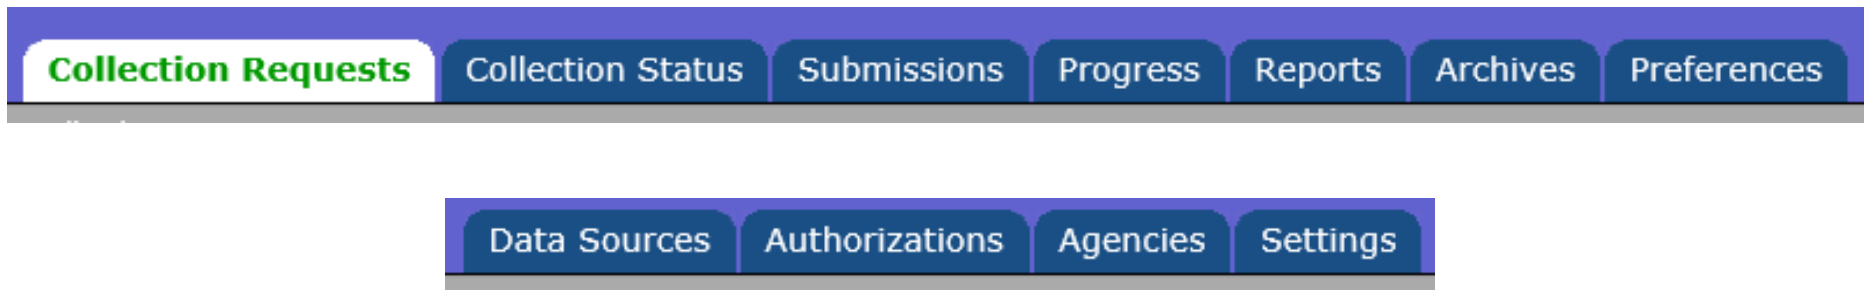 Collection Requests Collection Status Submissions Progress Reports Archives Preferences
Data Sources Authorizations Agencies Settings